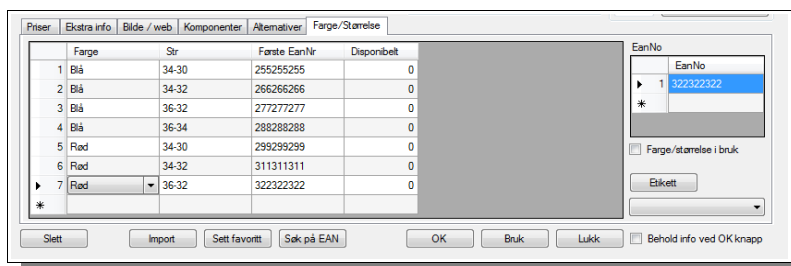 Priser Ekstra info Bilde / web Komponenter Alternativer Farge/Størrelse
Farge Str Første EanNr Disponibelt
1 Blå 34-30 255255255 0
2 Blå 34-32 266266266 0
3 Blå 36-32 277277277 0
4 Blå 36-34 288288288 0
5 Rød 34-30 299299299 0
6 Rød 34-32 311311311 0
7 Rød 36-32 322322322 0
EanNo
EanNo
1 322322322
Farge/størrelse i bruk
Etikett
Slett Import Sett favoritt Søk på EAN OK Bruk Lukk Behold info ved OK knapp